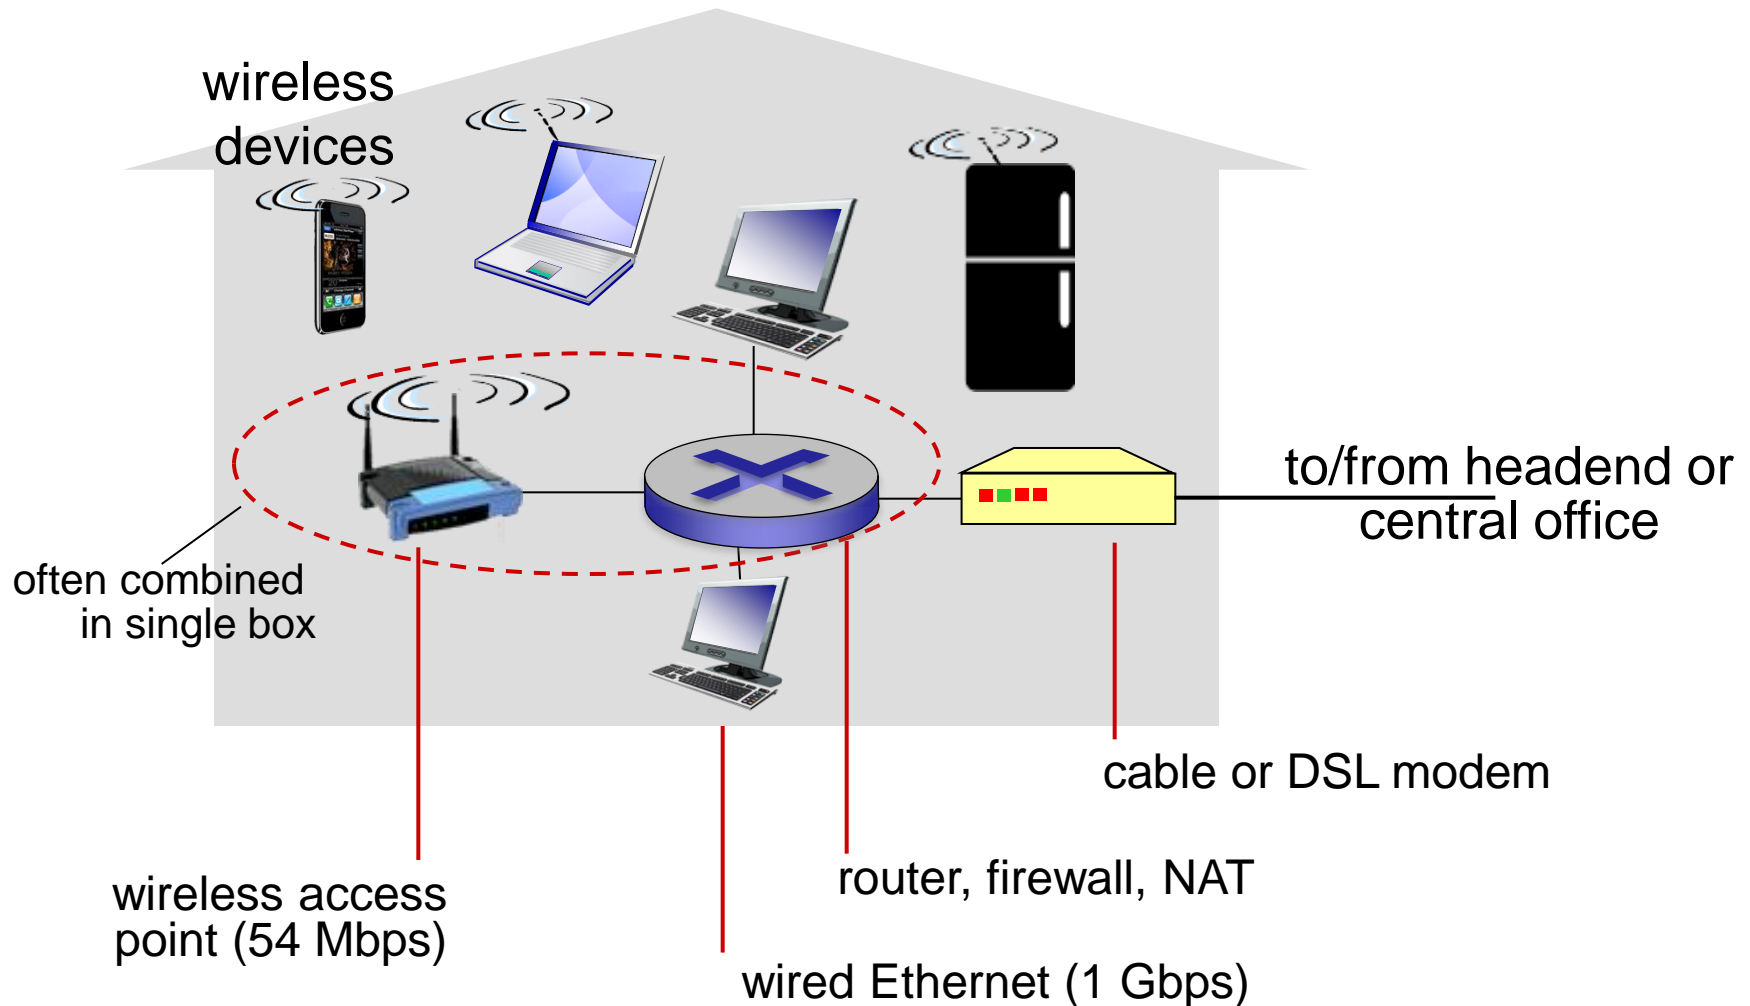 wireless
devices
to/from headend or
central office
often combined
in single box
cable or DSL modem
router, firewall, NAT
wireless access
point (54 Mbps)
wired Ethernet (1 Gbps)